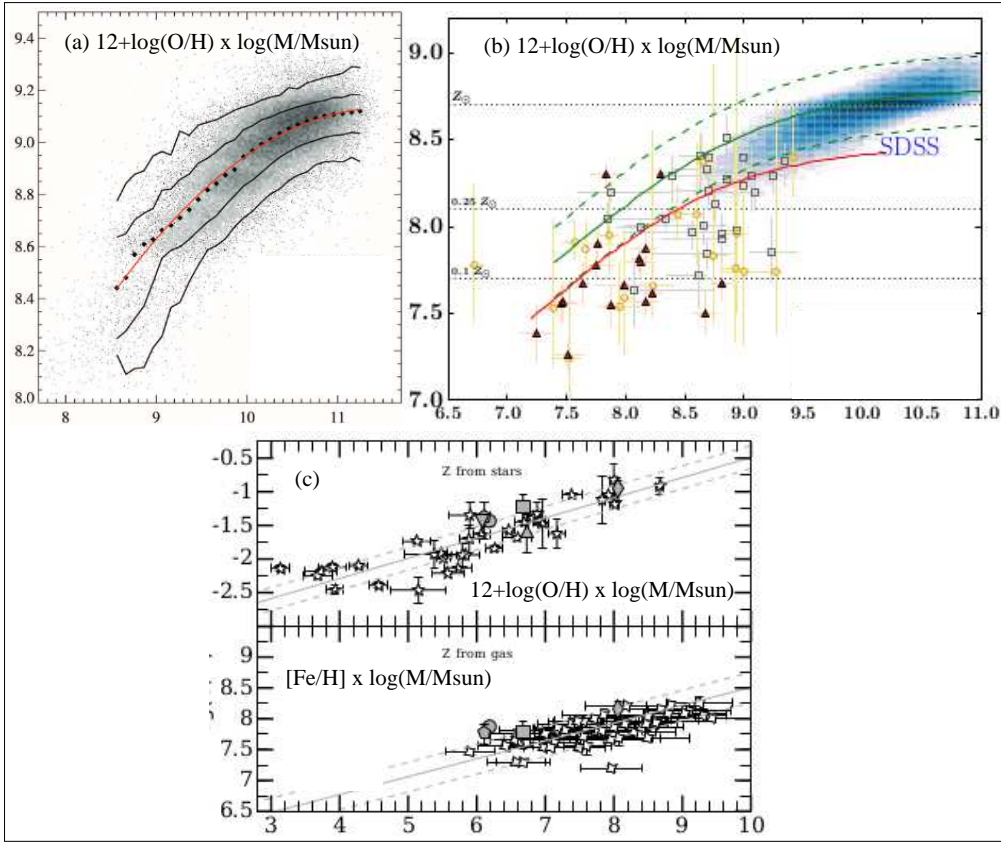 (a) 12+log(O/H) x log(M/Msun)
9.4
9.2
9.0
8.8
8.6
8.4
8.2
8.0
8
9
10
11
(b) 12+log(O/H) x log(M/Msun)
9.0
8.5
8.0
7.5
7.0
Z⊙
0.25 Z⊙
0.1 Z⊙
SDSS
6.5 7.0 7.5 8.0 8.5 9.0 9.5 10.0 10.5 11.0
(c)
Z from stars
-0.5
-1
-1.5
-2
-2.5
12+log(O/H) x log(M/Msun)
Z from gas
[Fe/H] x log(M/Msun)
9
8.5
8
7.5
7
6.5
3 4 5 6 7 8 9 10